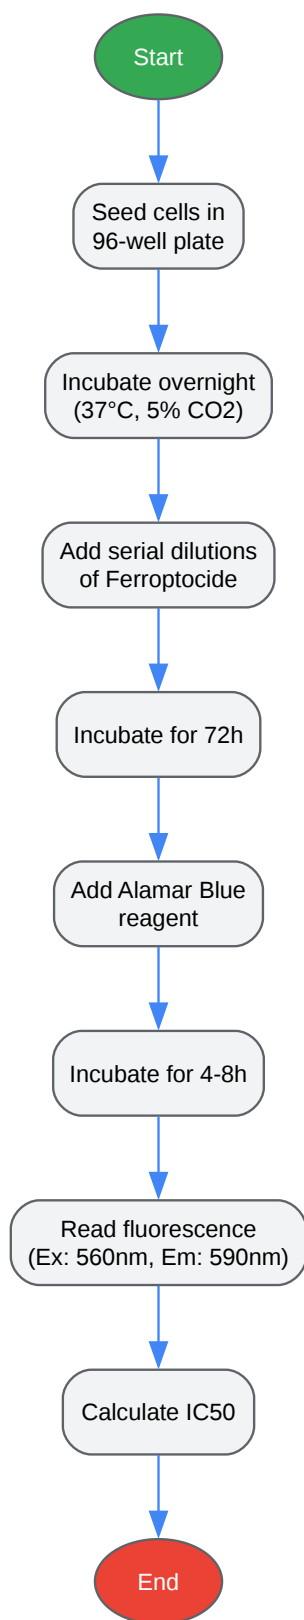 Start
Seed cells in
96-well plate
Incubate overnight
(37°C, 5% CO2)
Add serial dilutions
of Ferroptocide
Incubate for 72h
Add Alamar Blue
reagent
Incubate for 4-8h
Read fluorescence
(Ex: 560nm, Em: 590nm)
Calculate IC50
End